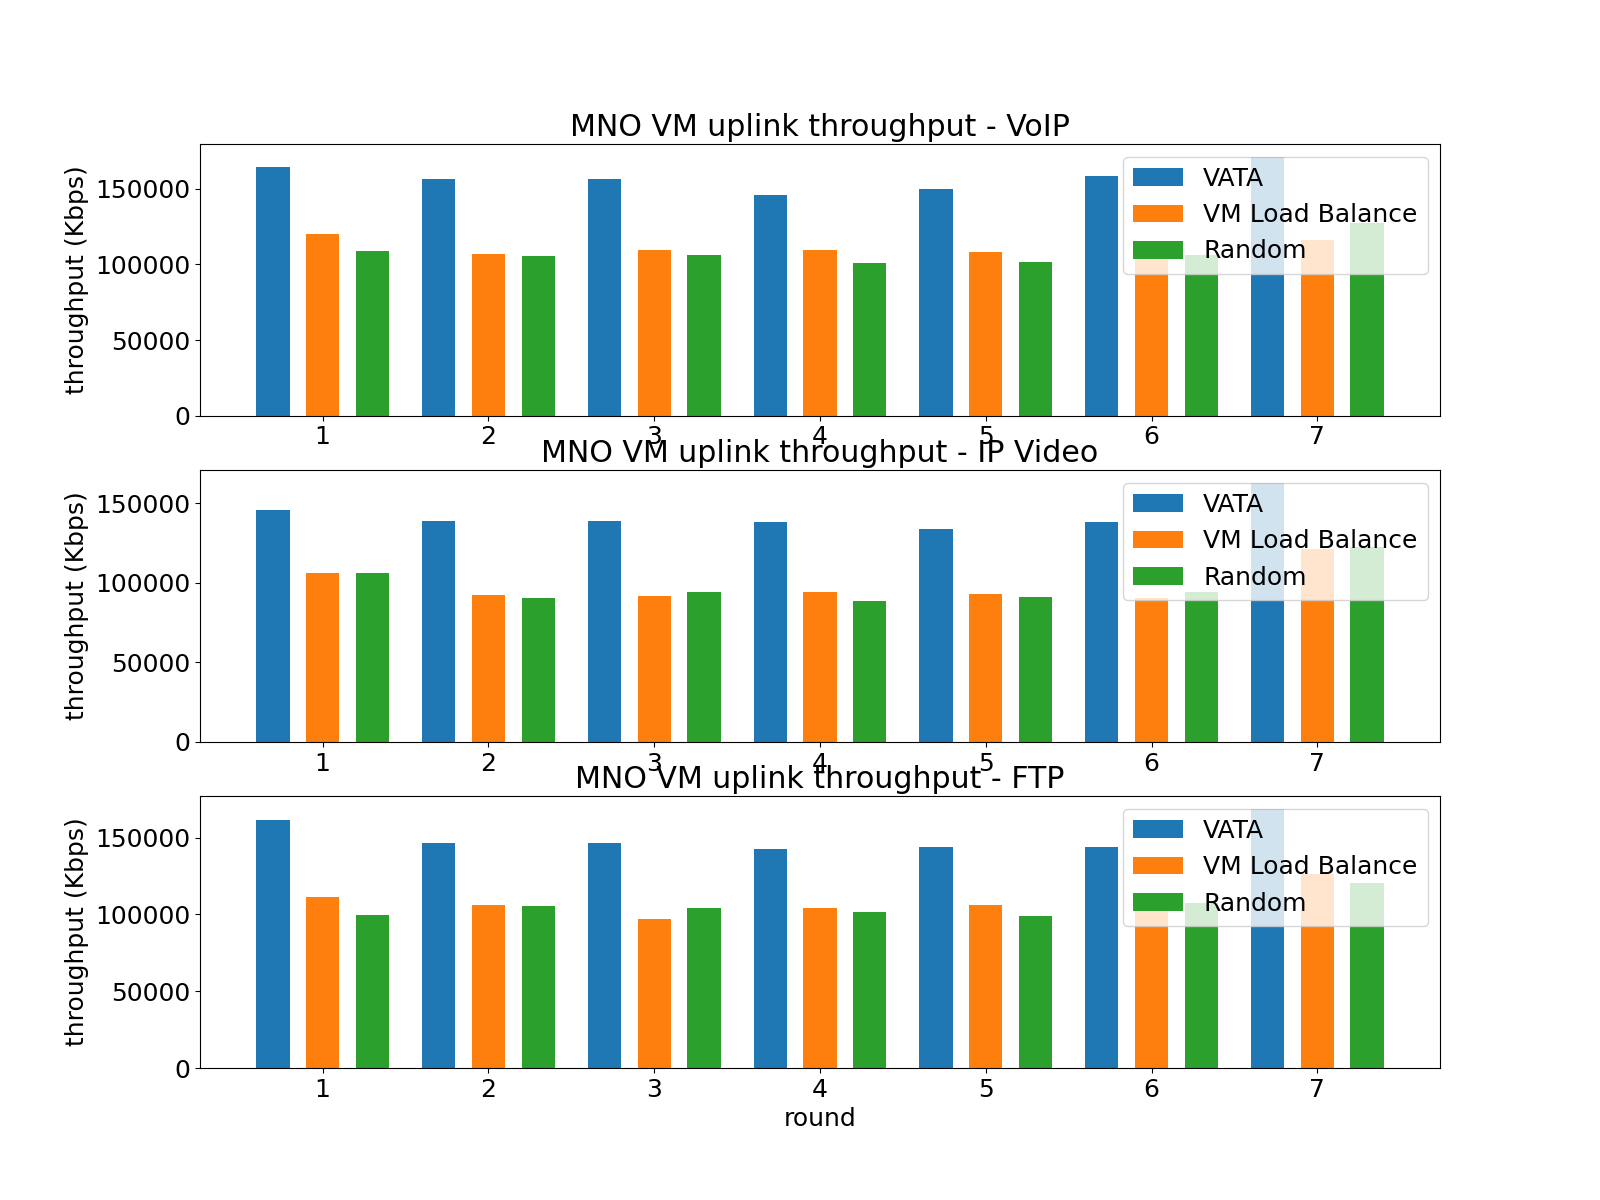 MNO VM uplink throughput - VoIP
throughput (Kbps)
150000
100000
50000
0
VATA
VM Load Balance
Random
1 2 3 4 5 6 7
MNO VM uplink throughput - IP Video
throughput (Kbps)
150000
100000
50000
0
VATA
VM Load Balance
Random
1 2 3 4 5 6 7
MNO VM uplink throughput - FTP
throughput (Kbps)
150000
100000
50000
0
VATA
VM Load Balance
Random
1 2 3 4 5 6 7
round